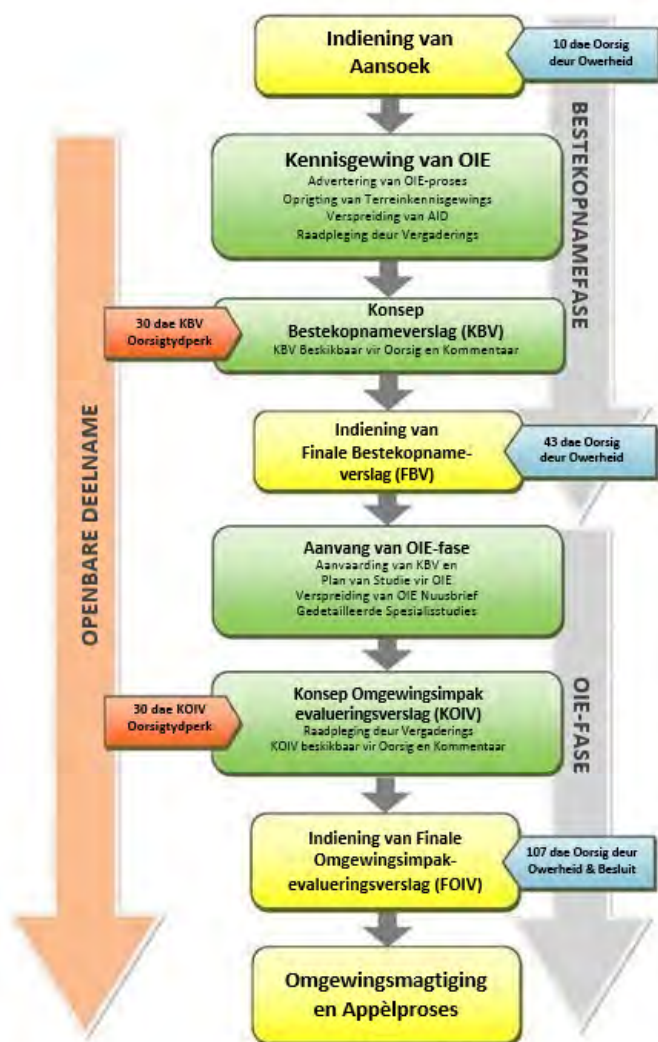 Indiening van
Aansoek
10 dae Oorsig
deur Owerheid
BESTEKOPNAMEFASE
Kennisgewing van OIE
Advertering van OIE-proses
Oprigting van Terreinkennisgewings
Verspreiding van AID
Raadpleging deur Vergaderings
OPENBARE DEELNAME
30 dae KBV
Oorsigtydperk
Konsep
Bestekopnameverslag (KBV)
KBV Beskikbaar vir Oorsig en Kommentaar
Indiening van
Finale Bestekopname-
verslag (FBV)
43 dae Oorsig
deur Owerheid
Aanvang van OIE-fase
Aanvaarding van KBV en
Plan van Studie vir OIE
Verspreiding van OIE Nuusbrief
Gedetailleerde Spesialisstudies
OIE-FASE
30 dae KOIV
Oorsigtydperk
Konsep Omgewingsimpak
evalueringsverslag (KOIV)
Raadpleging deur Vergaderings
KOIV beskikbaar vir Oorsig en Kommentaar
Indiening van Finale
Omgewingsimpak-
evalueringsverslag (FOIV)
107 dae Oorsig deur
Owerheid & Besluit
Omgewingsmagtiging
en Appèlproses